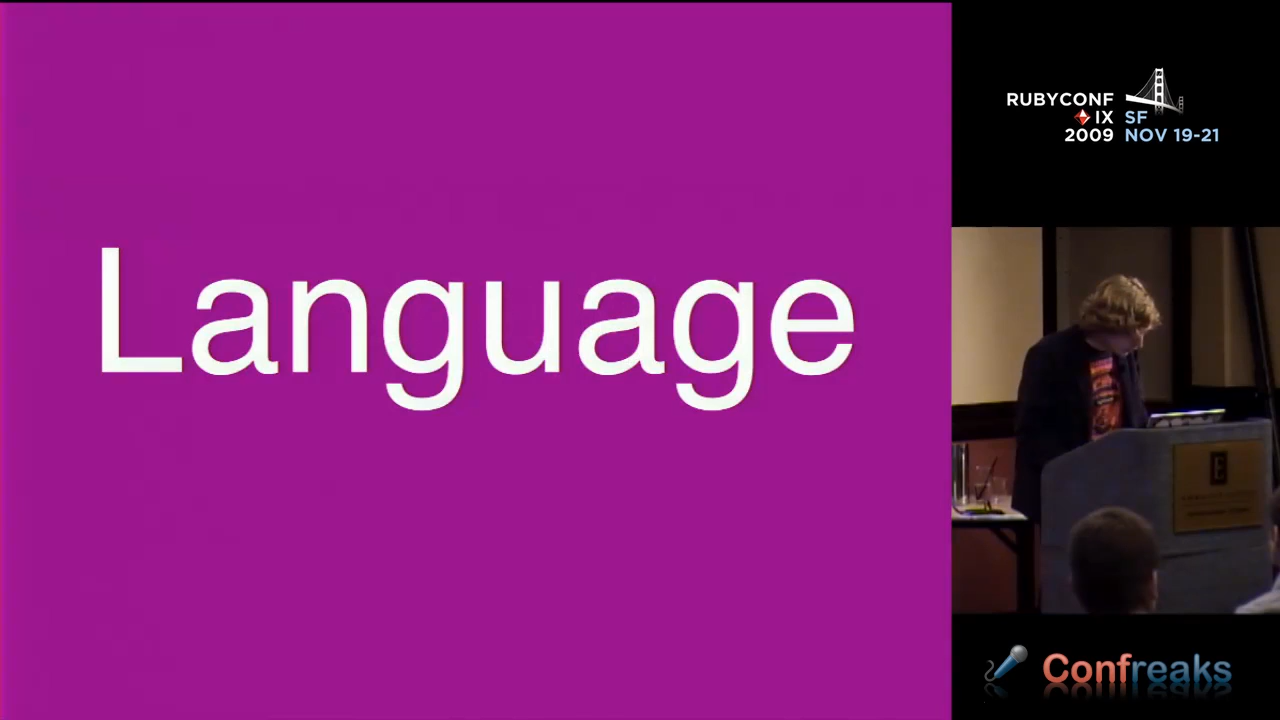 Language
RUBYCONF
IX SF
2009 NOV 19-21
Confreaks